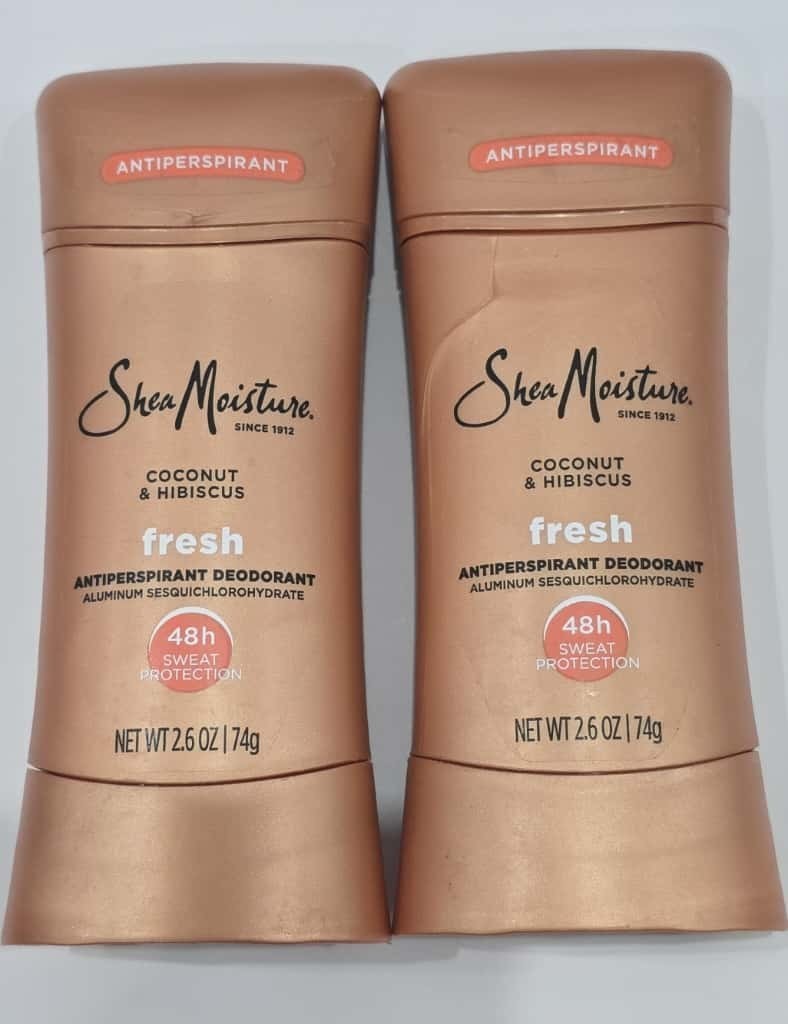 ANTIPERSPIRANT
Shea Moisture®
SINCE 1912
COCONUT
& HIBISCUS
fresh
ANTIPERSPIRANT DEODORANT
ALUMINUM SESQUICHLOROHYDRATE
48h
SWEAT
PROTECTION
NET WT 2.6 OZ | 74g
ANTIPERSPIRANT
Shea Moisture®
SINCE 1912
COCONUT
& HIBISCUS
fresh
ANTIPERSPIRANT DEODORANT
ALUMINUM SESQUICHLOROHYDRATE
48h
SWEAT
PROTECTION
NET WT 2.6 OZ | 74g